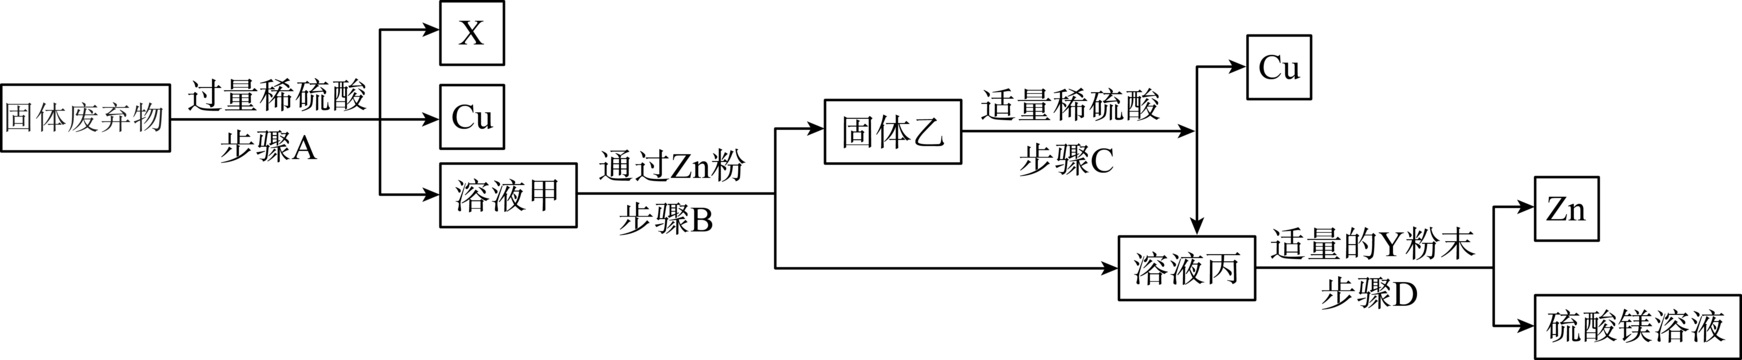 X
固体废弃物
过量稀硫酸
步骤A
Cu
溶液甲
通过Zn粉
步骤B
固体乙
适量稀硫酸
步骤C
Cu
溶液丙
适量的Y粉末
步骤D
Zn
硫酸镁溶液